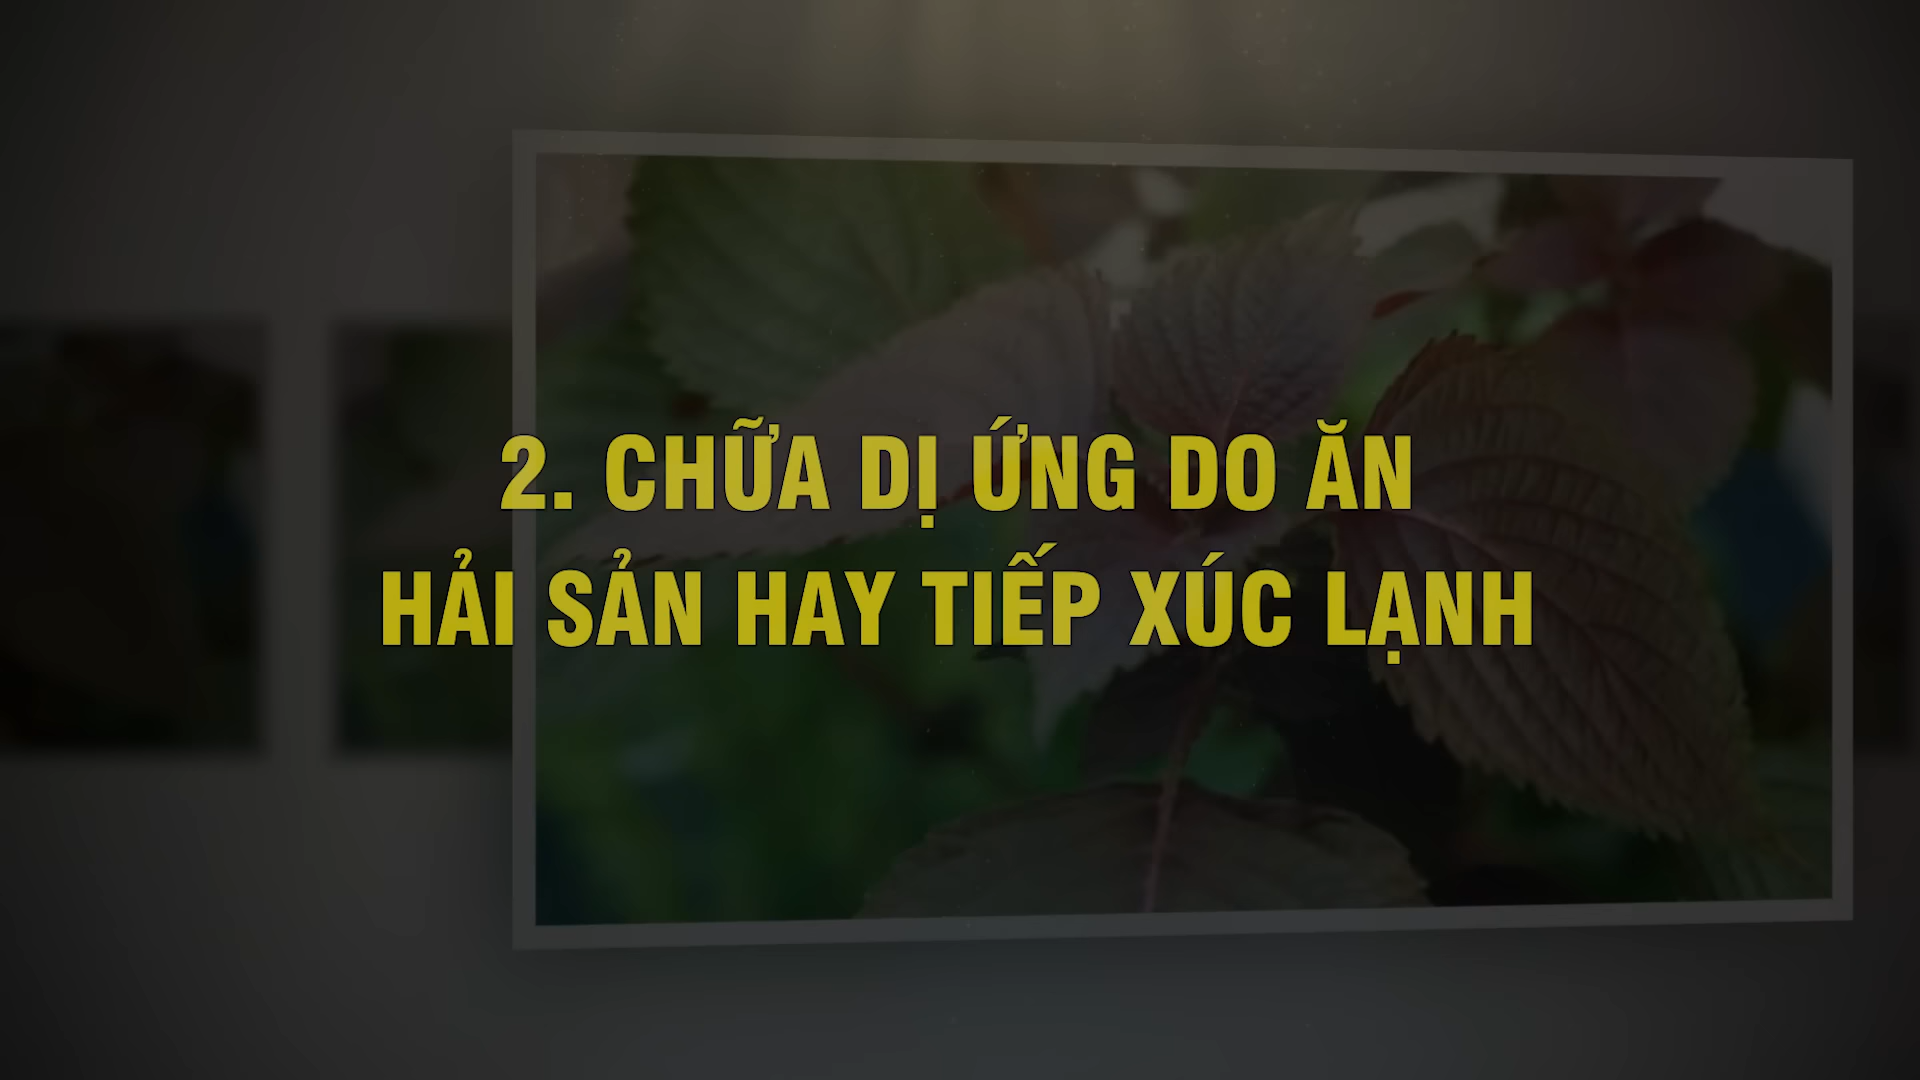 2. CHỮA DỊ ỨNG DO ĂN
HẢI SẢN HAY TIẾP XÚC LẠNH